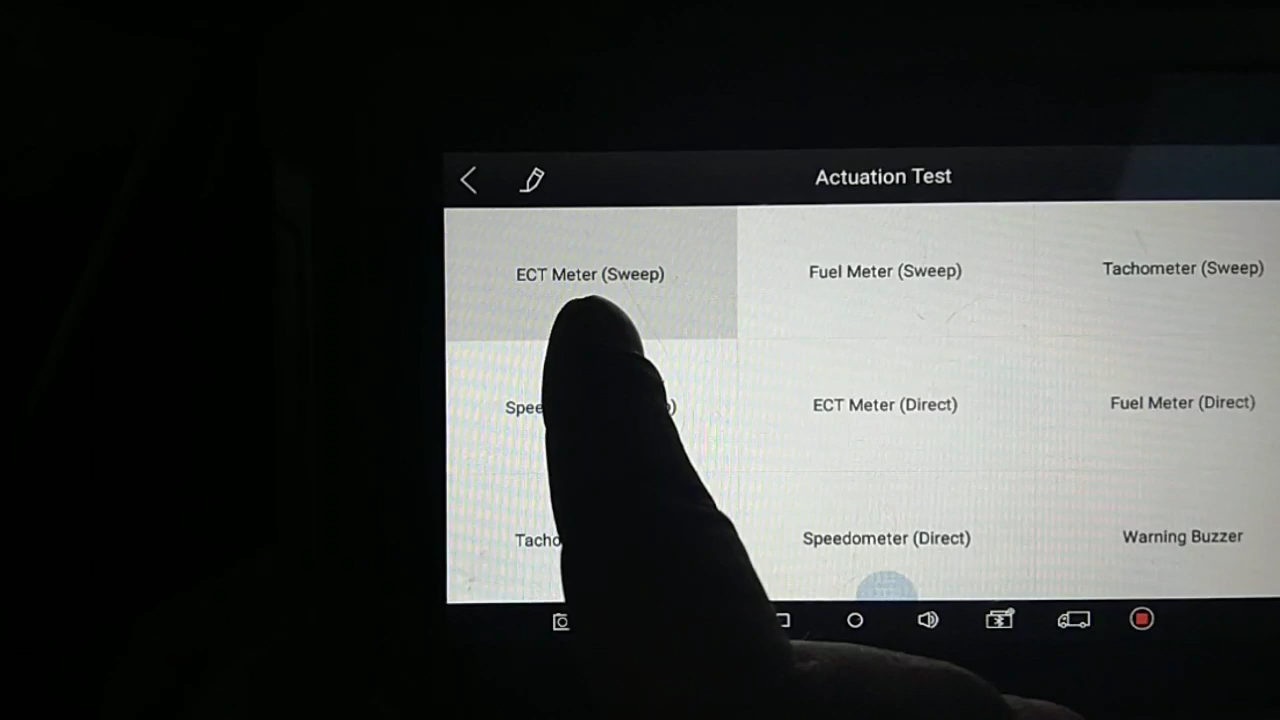 Actuation Test
ECT Meter (Sweep)
Fuel Meter (Sweep)
Tachometer (Sweep)
ECT Meter (Direct)
Fuel Meter (Direct)
Speedometer (Direct)
Warning Buzzer